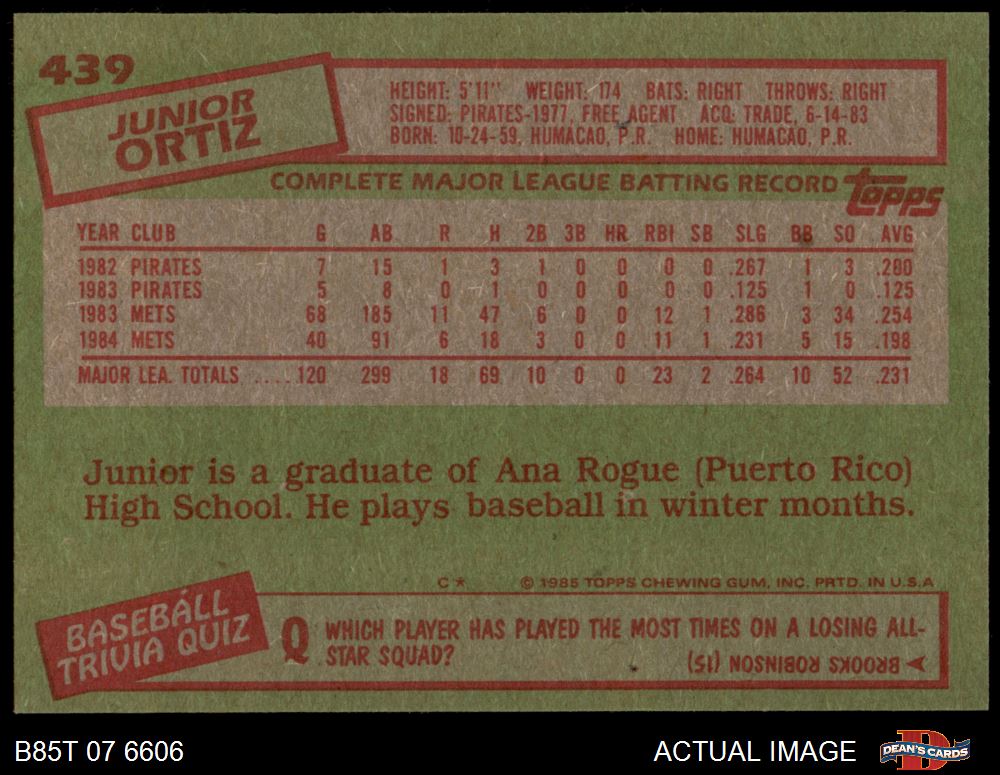 439
JUNIOR
ORTIZ
HEIGHT: 5'11" WEIGHT: 174 BATS: RIGHT THROWS: RIGHT
SIGNED: PIRATES-1977, FREE AGENT ACQ: TRADE, 6-14-83
BORN: 10-24-59, HUMACAO, P.R. HOME: HUMACAO, P.R.
COMPLETE MAJOR LEAGUE BATTING RECORD topps
YEAR CLUB G AB R H 2B 3B HR RBI SB SLG BB SO AVG
1982 PIRATES 7 15 1 3 1 0 0 0 0 .267 1 3 .200
1983 PIRATES 5 8 0 1 0 0 0 0 0 .125 1 0 .125
1983 METS 68 185 11 47 6 0 0 12 1 .286 3 34 .254
1984 METS 40 91 6 18 3 0 0 11 1 .231 5 15 .198
MAJOR LEA. TOTALS .... 120 299 18 69 10 0 0 23 2 .264 10 52 .231
Junior is a graduate of Ana Rogue (Puerto Rico)
High School. He plays baseball in winter months.
C* © 1985 TOPPS CHEWING GUM, INC. PRTD. IN U.S.A
BASEBALL
TRIVIA QUIZ
Q WHICH PLAYER HAS PLAYED THE MOST TIMES ON A LOSING ALL-
STAR SQUAD?
BROOKS ROBINSON (15)
B85T 07 6606
ACTUAL IMAGE
DEAN'S CARDS